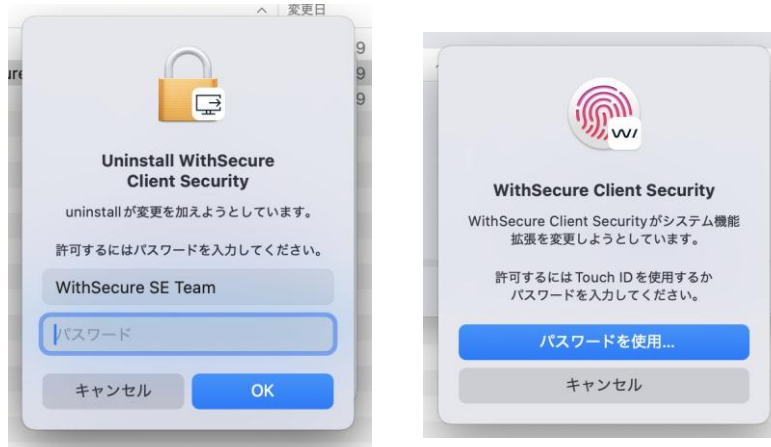 変更日
9
ure
9
9
Uninstall WithSecure
Client Security
uninstallが変更を加えようとしています。
許可するにはパスワードを入力してください。
WithSecure SE Team
パスワード
キャンセル
OK
W/
WithSecure Client Security
WithSecure Client Securityがシステム機能
拡張を変更しようとしています。
許可するにはTouch IDを使用するか
パスワードを入力してください。
パスワードを使用...
キャンセル